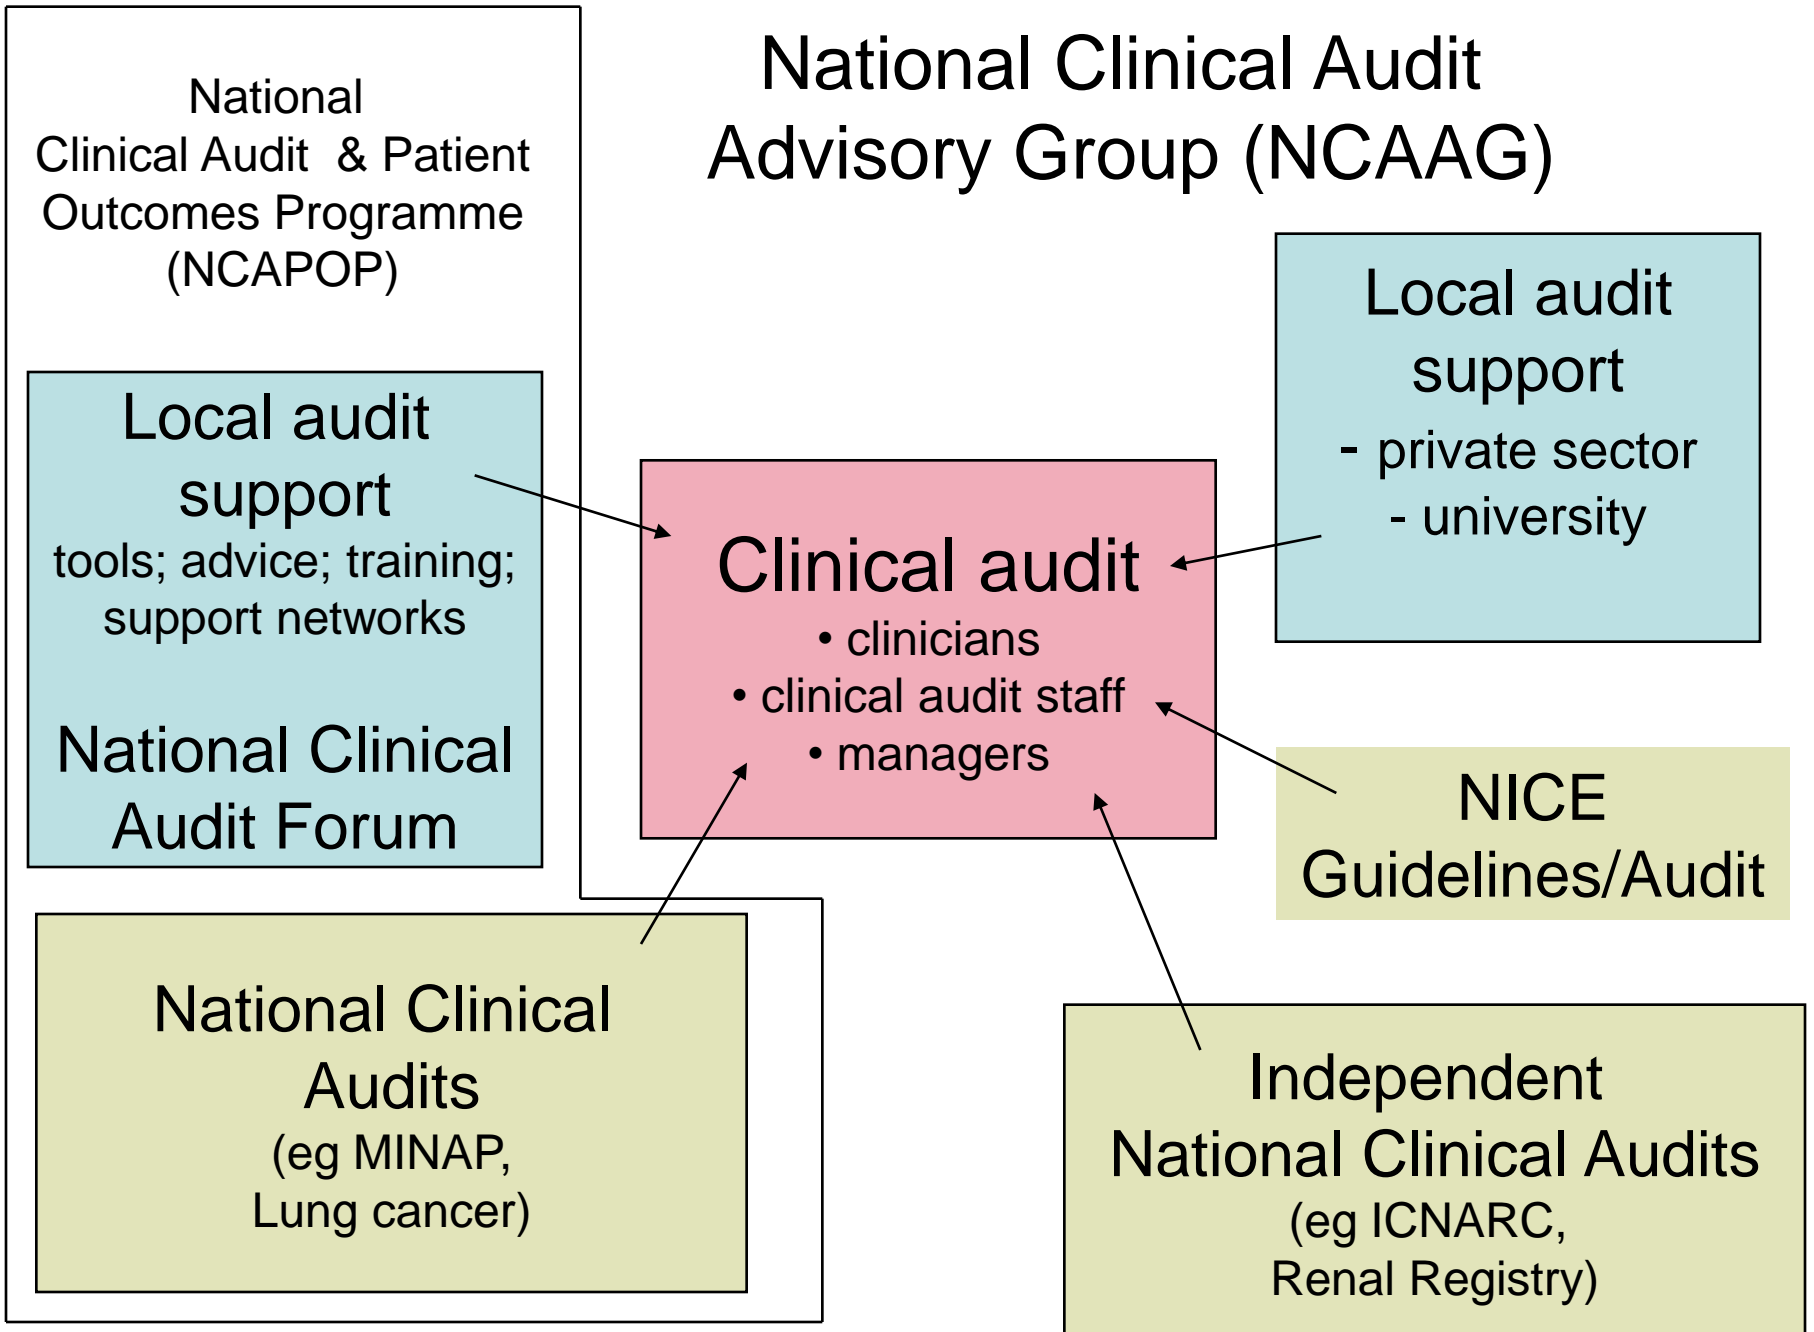 National Clinical Audit
Advisory Group (NCAAG)
National
Clinical Audit & Patient
Outcomes Programme
(NCAPOP)
Local audit
support
tools; advice; training;
support networks
National Clinical
Audit Forum
Clinical audit
• clinicians
• clinical audit staff
• managers
Local audit
support
- private sector
- university
NICE
Guidelines/Audit
National Clinical
Audits
(eg MINAP,
Lung cancer)
Independent
National Clinical Audits
(eg ICNARC,
Renal Registry)